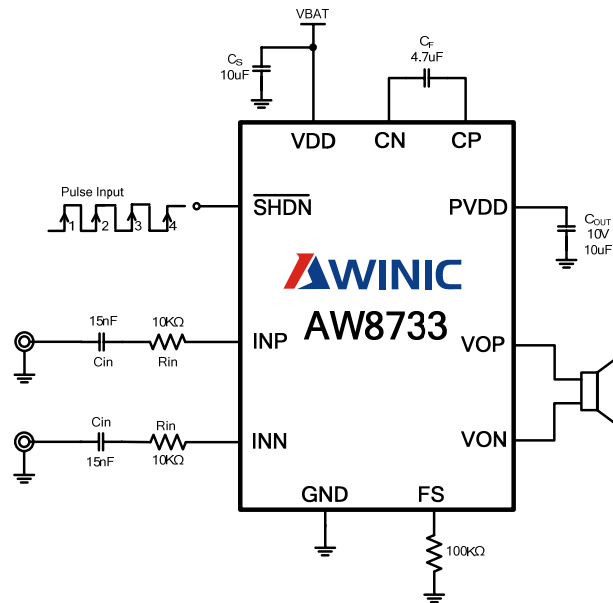 VBAT
CS
10uF
CF
4.7uF
VDD
CN
CP
Pulse Input
1
2
3
4
SHDN
PVDD
COUT
10V
10uF
AWINIC
AW8733
15nF
10KΩ
Cin
Rin
INP
VOP
Cin
Rin
15nF
10KΩ
INN
VON
GND
FS
100KΩ